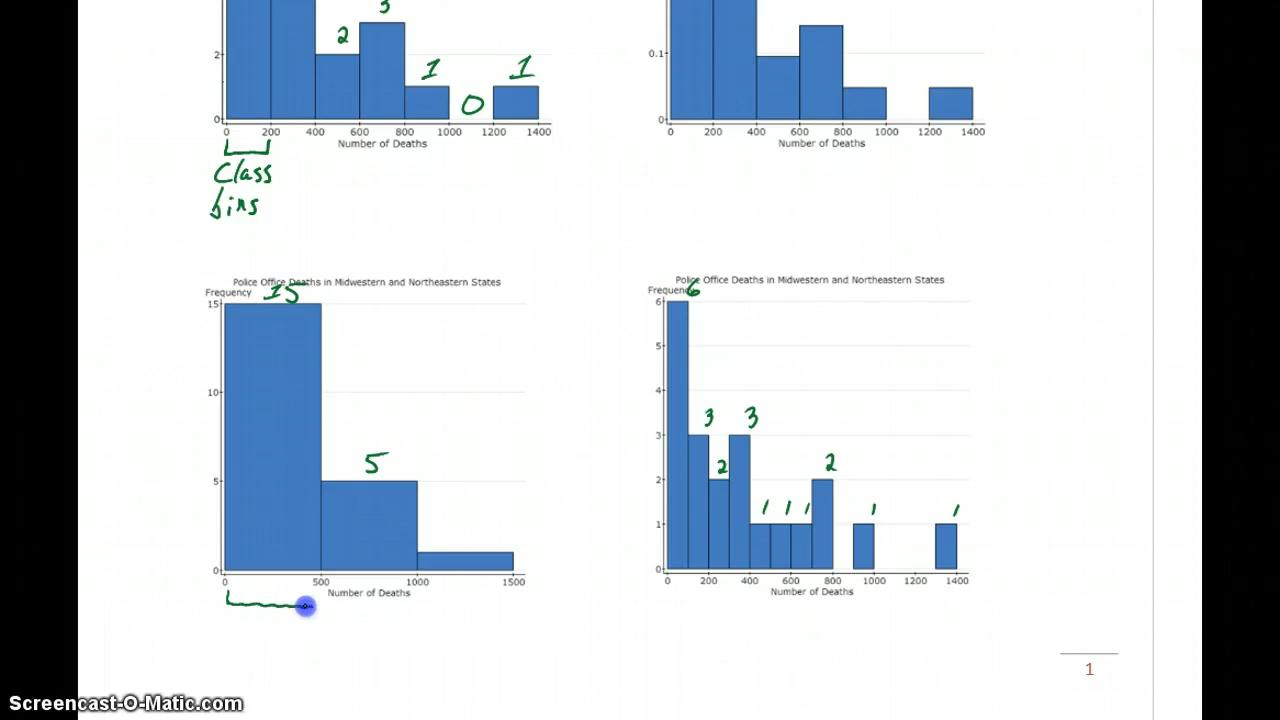 3
2
2
1
1
0
0
0 200 400 600 800 1000 1200 1400
Number of Deaths
Class
bins
0.1
0
0 200 400 600 800 1000 1200 1400
Number of Deaths
Police Office Deaths in Midwestern and Northeastern States
Frequency
15
15
10
5
5
0
0 500 1000 1500
Number of Deaths
Police Office Deaths in Midwestern and Northeastern States
Frequency
6
6
5
4
3
3
3
2
2
2
1 1 1
1
1
1
0
0 200 400 600 800 1000 1200 1400
Number of Deaths
1
Screencast-O-Matic.com